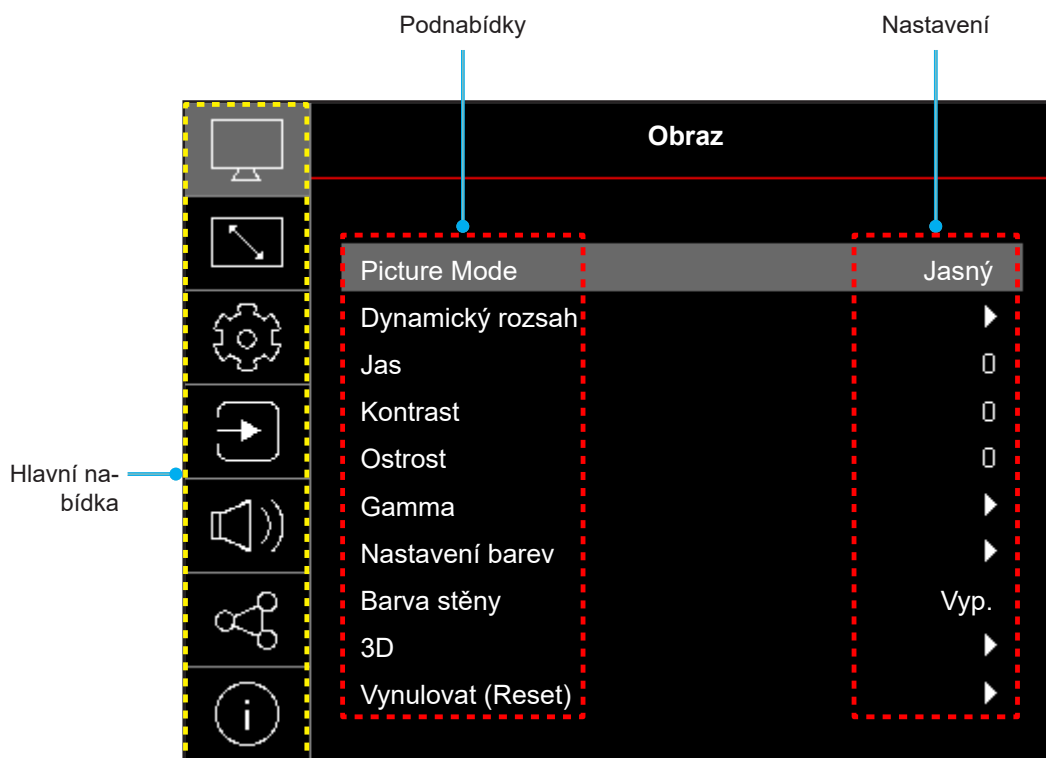 Podnabídky
Nastavení
Obraz
Picture Mode Jasný
Dynamický rozsah
Jas 0
Kontrast 0
Ostrost 0
Gamma
Nastavení barev
Barva stěny Vyp.
3D
Vynulovat (Reset)
Hlavní na-
bídka
i